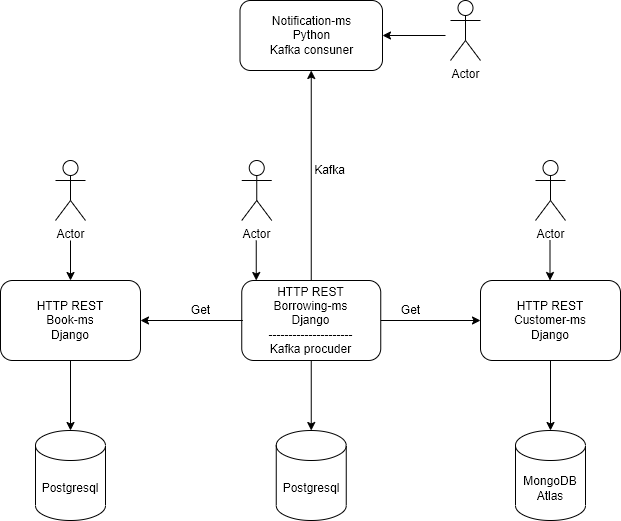 Notification-ms
Python
Kafka consuner
Actor
Kafka
Actor
Actor
Actor
HTTP REST
Book-ms
Django
Get
HTTP REST
Borrowing-ms
Django
---------------------
Kafka procuder
Get
HTTP REST
Customer-ms
Django
Postgresql
Postgresql
MongoDB
Atlas